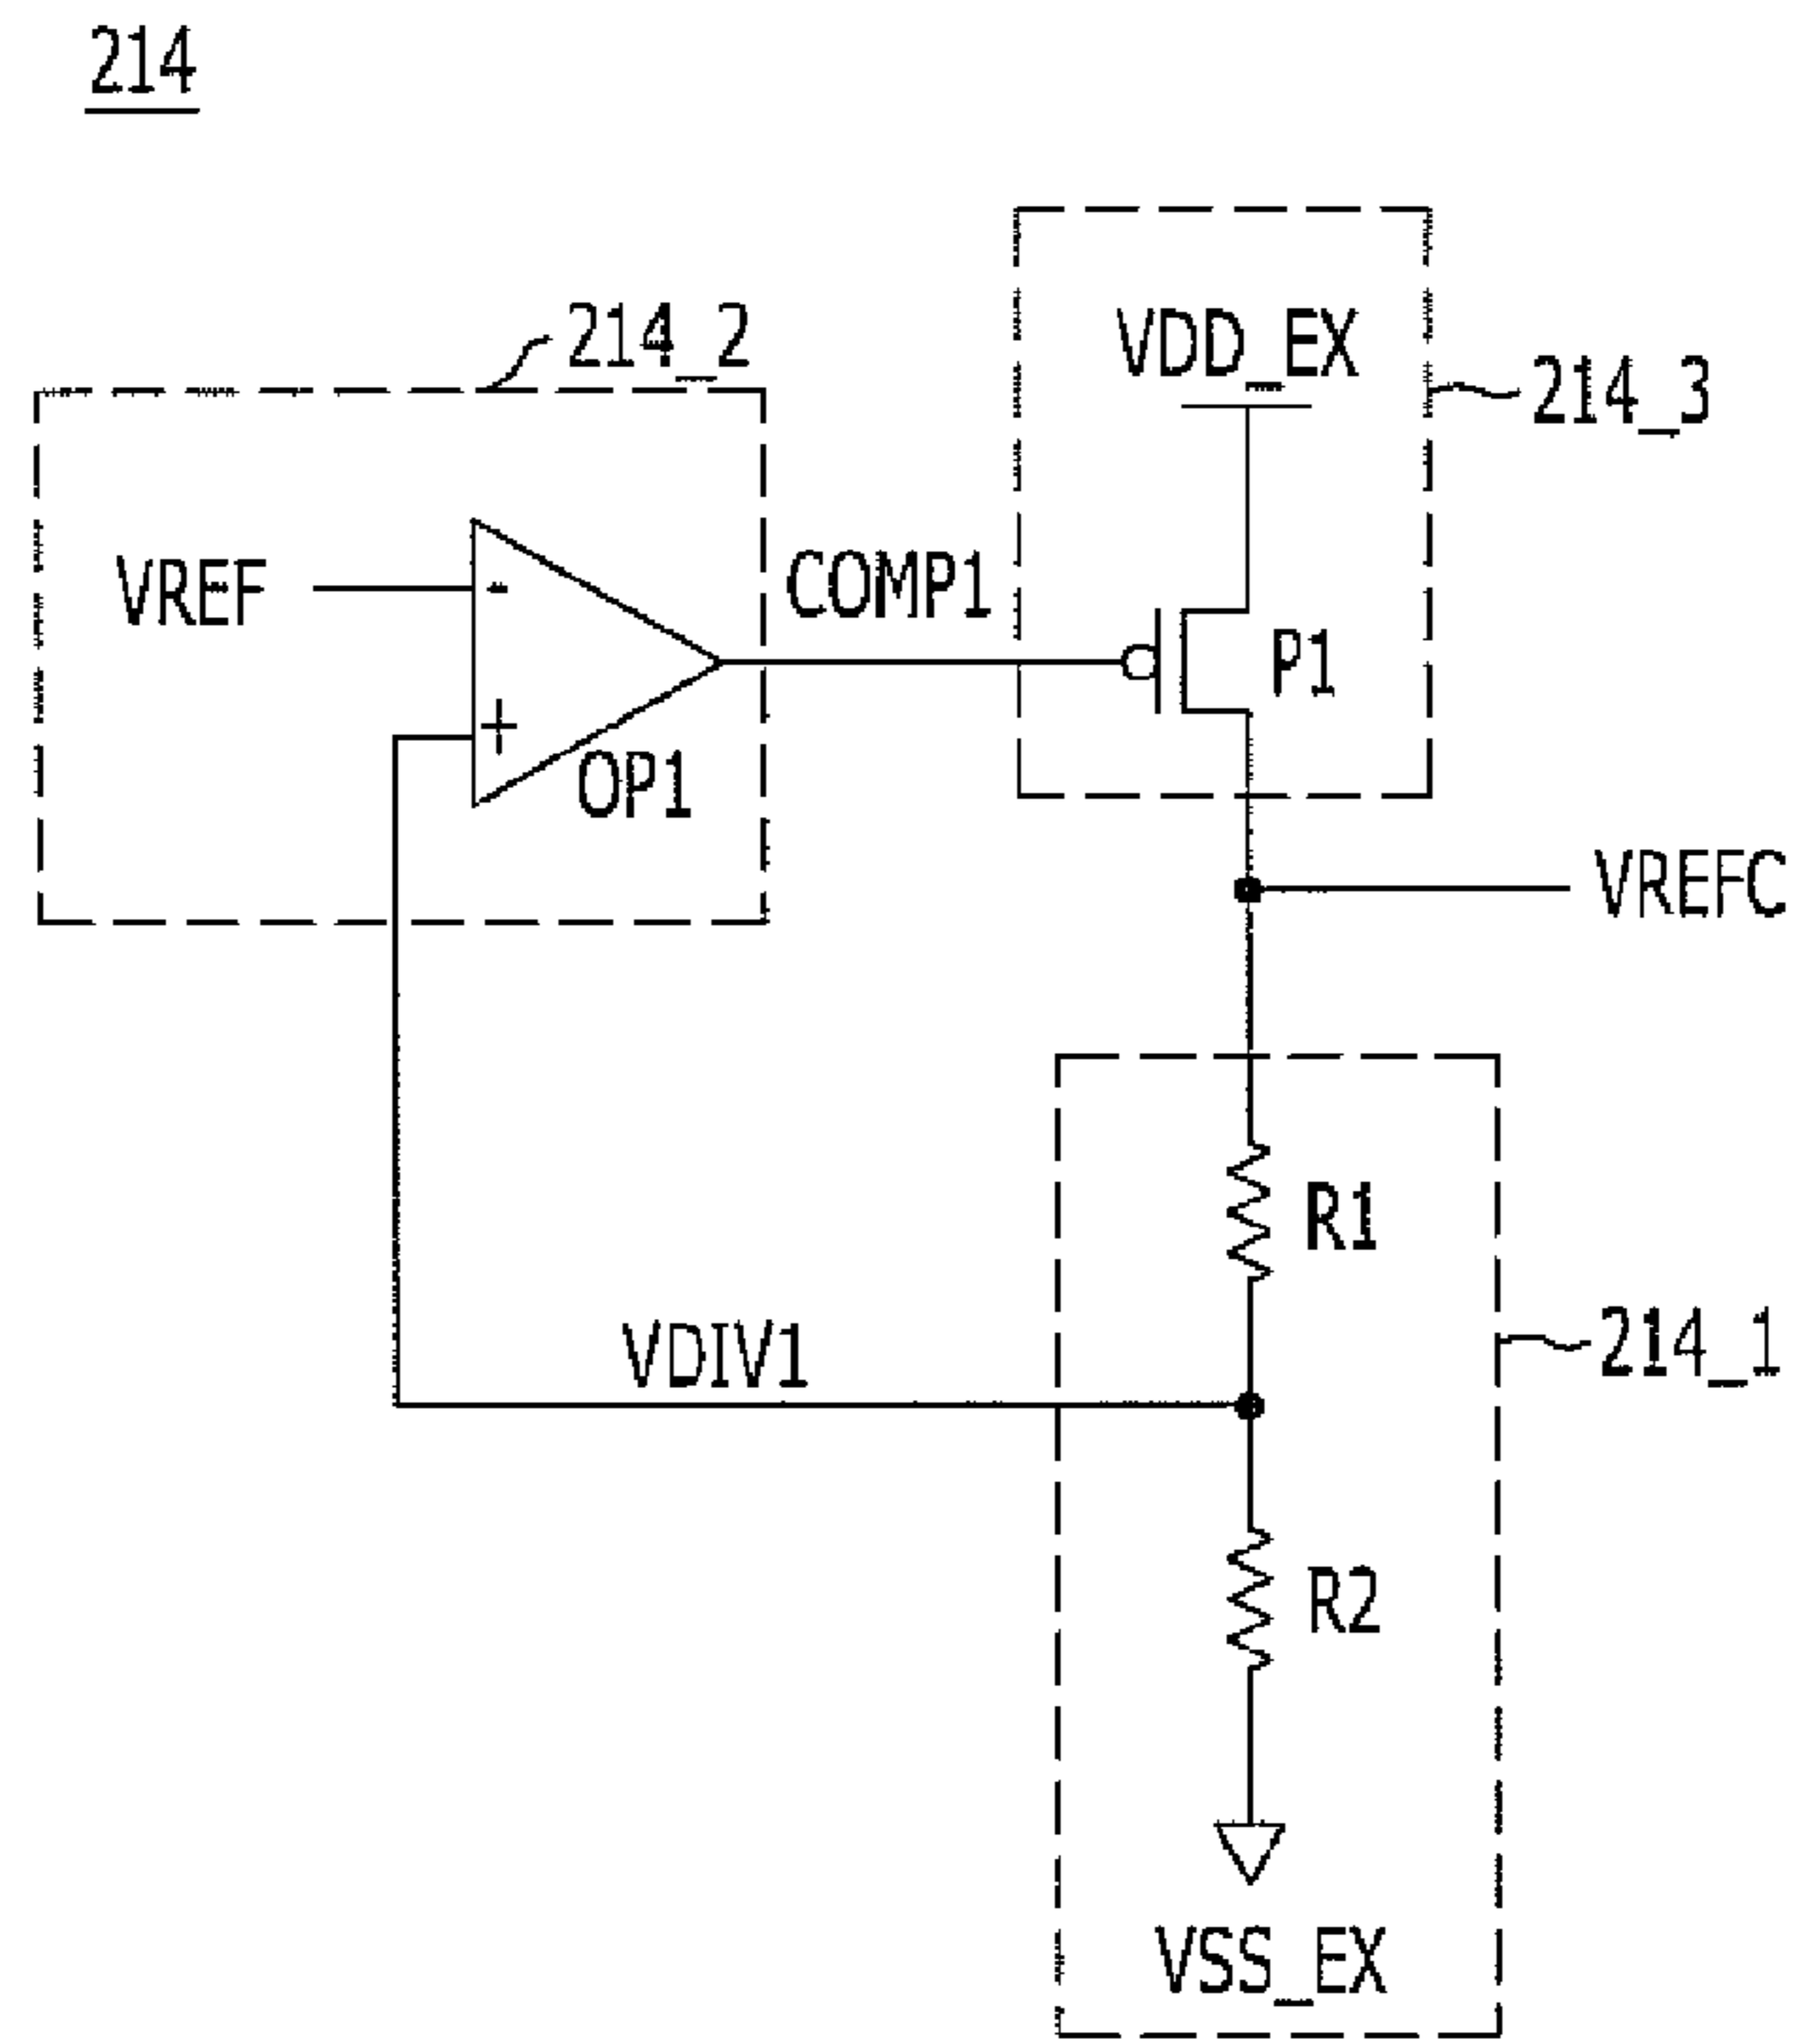 214
214_2
VDD_EX
214_3
VREF
-
COMP1
P1
+
OP1
VREFC
R1
VDIV1
214_1
R2
VSS_EX